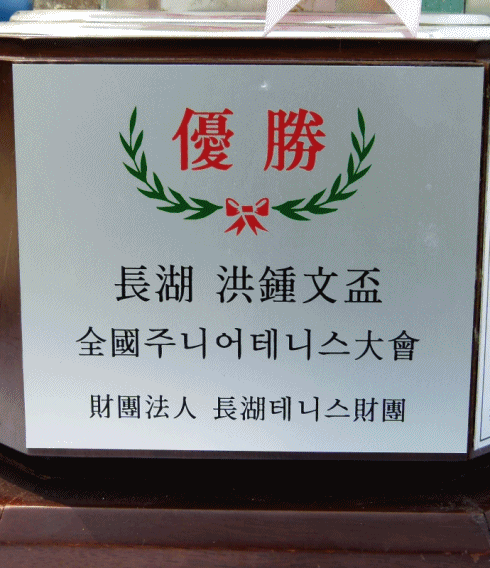 優勝
長湖 洪鍾文盃
全國주니어테니스大會
財團法人 長湖테니스財團